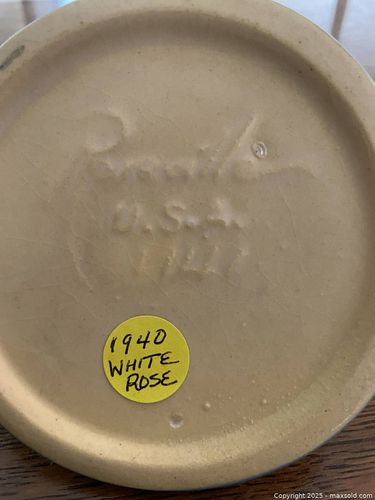 Roseville
U.S.A.
1940
WHITE
ROSE
Copyright 2025 - maxsold.com